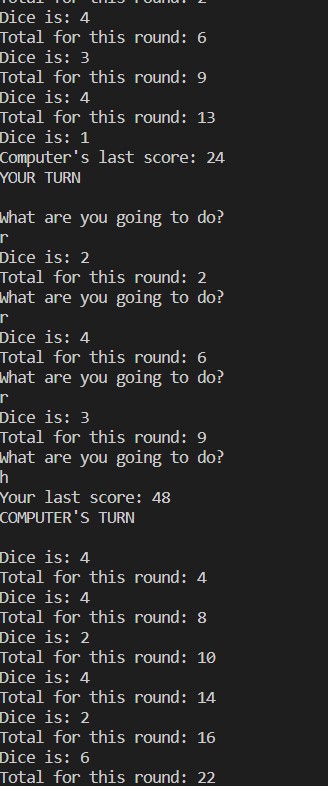 Total for this round: 2
Dice is: 4
Total for this round: 6
Dice is: 3
Total for this round: 9
Dice is: 4
Total for this round: 13
Dice is: 1
Computer's last score: 24
YOUR TURN
What are you going to do?
r
Dice is: 2
Total for this round: 2
What are you going to do?
r
Dice is: 4
Total for this round: 6
What are you going to do?
r
Dice is: 3
Total for this round: 9
What are you going to do?
h
Your last score: 48
COMPUTER'S TURN
Dice is: 4
Total for this round: 4
Dice is: 4
Total for this round: 8
Dice is: 2
Total for this round: 10
Dice is: 4
Total for this round: 14
Dice is: 2
Total for this round: 16
Dice is: 6
Total for this round: 22